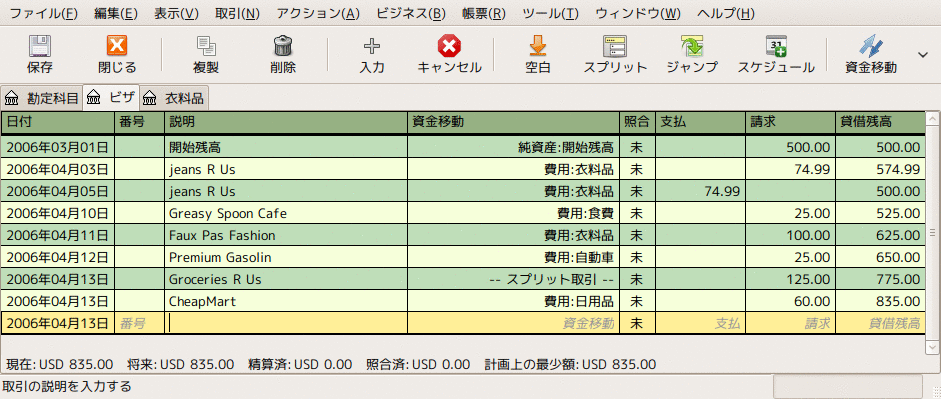 ファイル(F) 編集(E) 表示(V) 取引(N) アクション(A) ビジネス(B) 帳票(R) ツール(T) ウィンドウ(W) ヘルプ(H)
保存 閉じる 複製 削除 入力 キャンセル 空白 スプリット ジャンプ スケジュール 資金移動
勘定科目 ビザ 衣料品
日付 番号 説明 資金移動 照合 支払 請求 貸借残高
2006年03月01日 開始残高 純資産:開始残高 未 500.00 500.00
2006年04月03日 jeans R Us 費用:衣料品 未 74.99 574.99
2006年04月05日 jeans R Us 費用:衣料品 未 74.99 500.00
2006年04月10日 Greasy Spoon Cafe 費用:食費 未 25.00 525.00
2006年04月11日 Faux Pas Fashion 費用:衣料品 未 100.00 625.00
2006年04月12日 Premium Gasolin 費用:自動車 未 25.00 650.00
2006年04月13日 Groceries R Us -- スプリット取引 -- 未 125.00 775.00
2006年04月13日 CheapMart 費用:日用品 未 60.00 835.00
2006年04月13日 番号 資金移動 未 支払 請求 貸借残高
現在: USD 835.00 将来: USD 835.00 精算済: USD 0.00 照合済: USD 0.00 計画上の最少額: USD 835.00
取引の説明を入力する